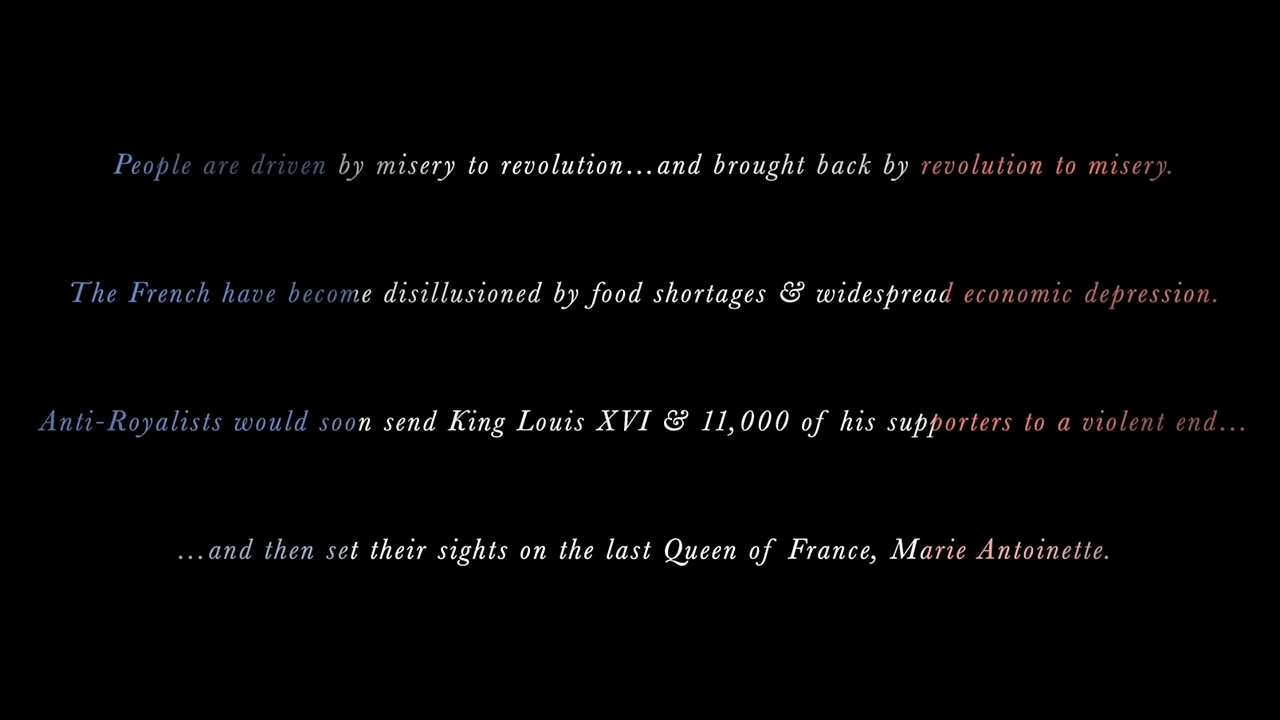 People are driven by misery to revolution...and brought back by revolution to misery.
The French have become disillusioned by food shortages & widespread economic depression.
Anti-Royalists would soon send King Louis XVI & 11,000 of his supporters to a violent end...
...and then set their sights on the last Queen of France, Marie Antoinette.